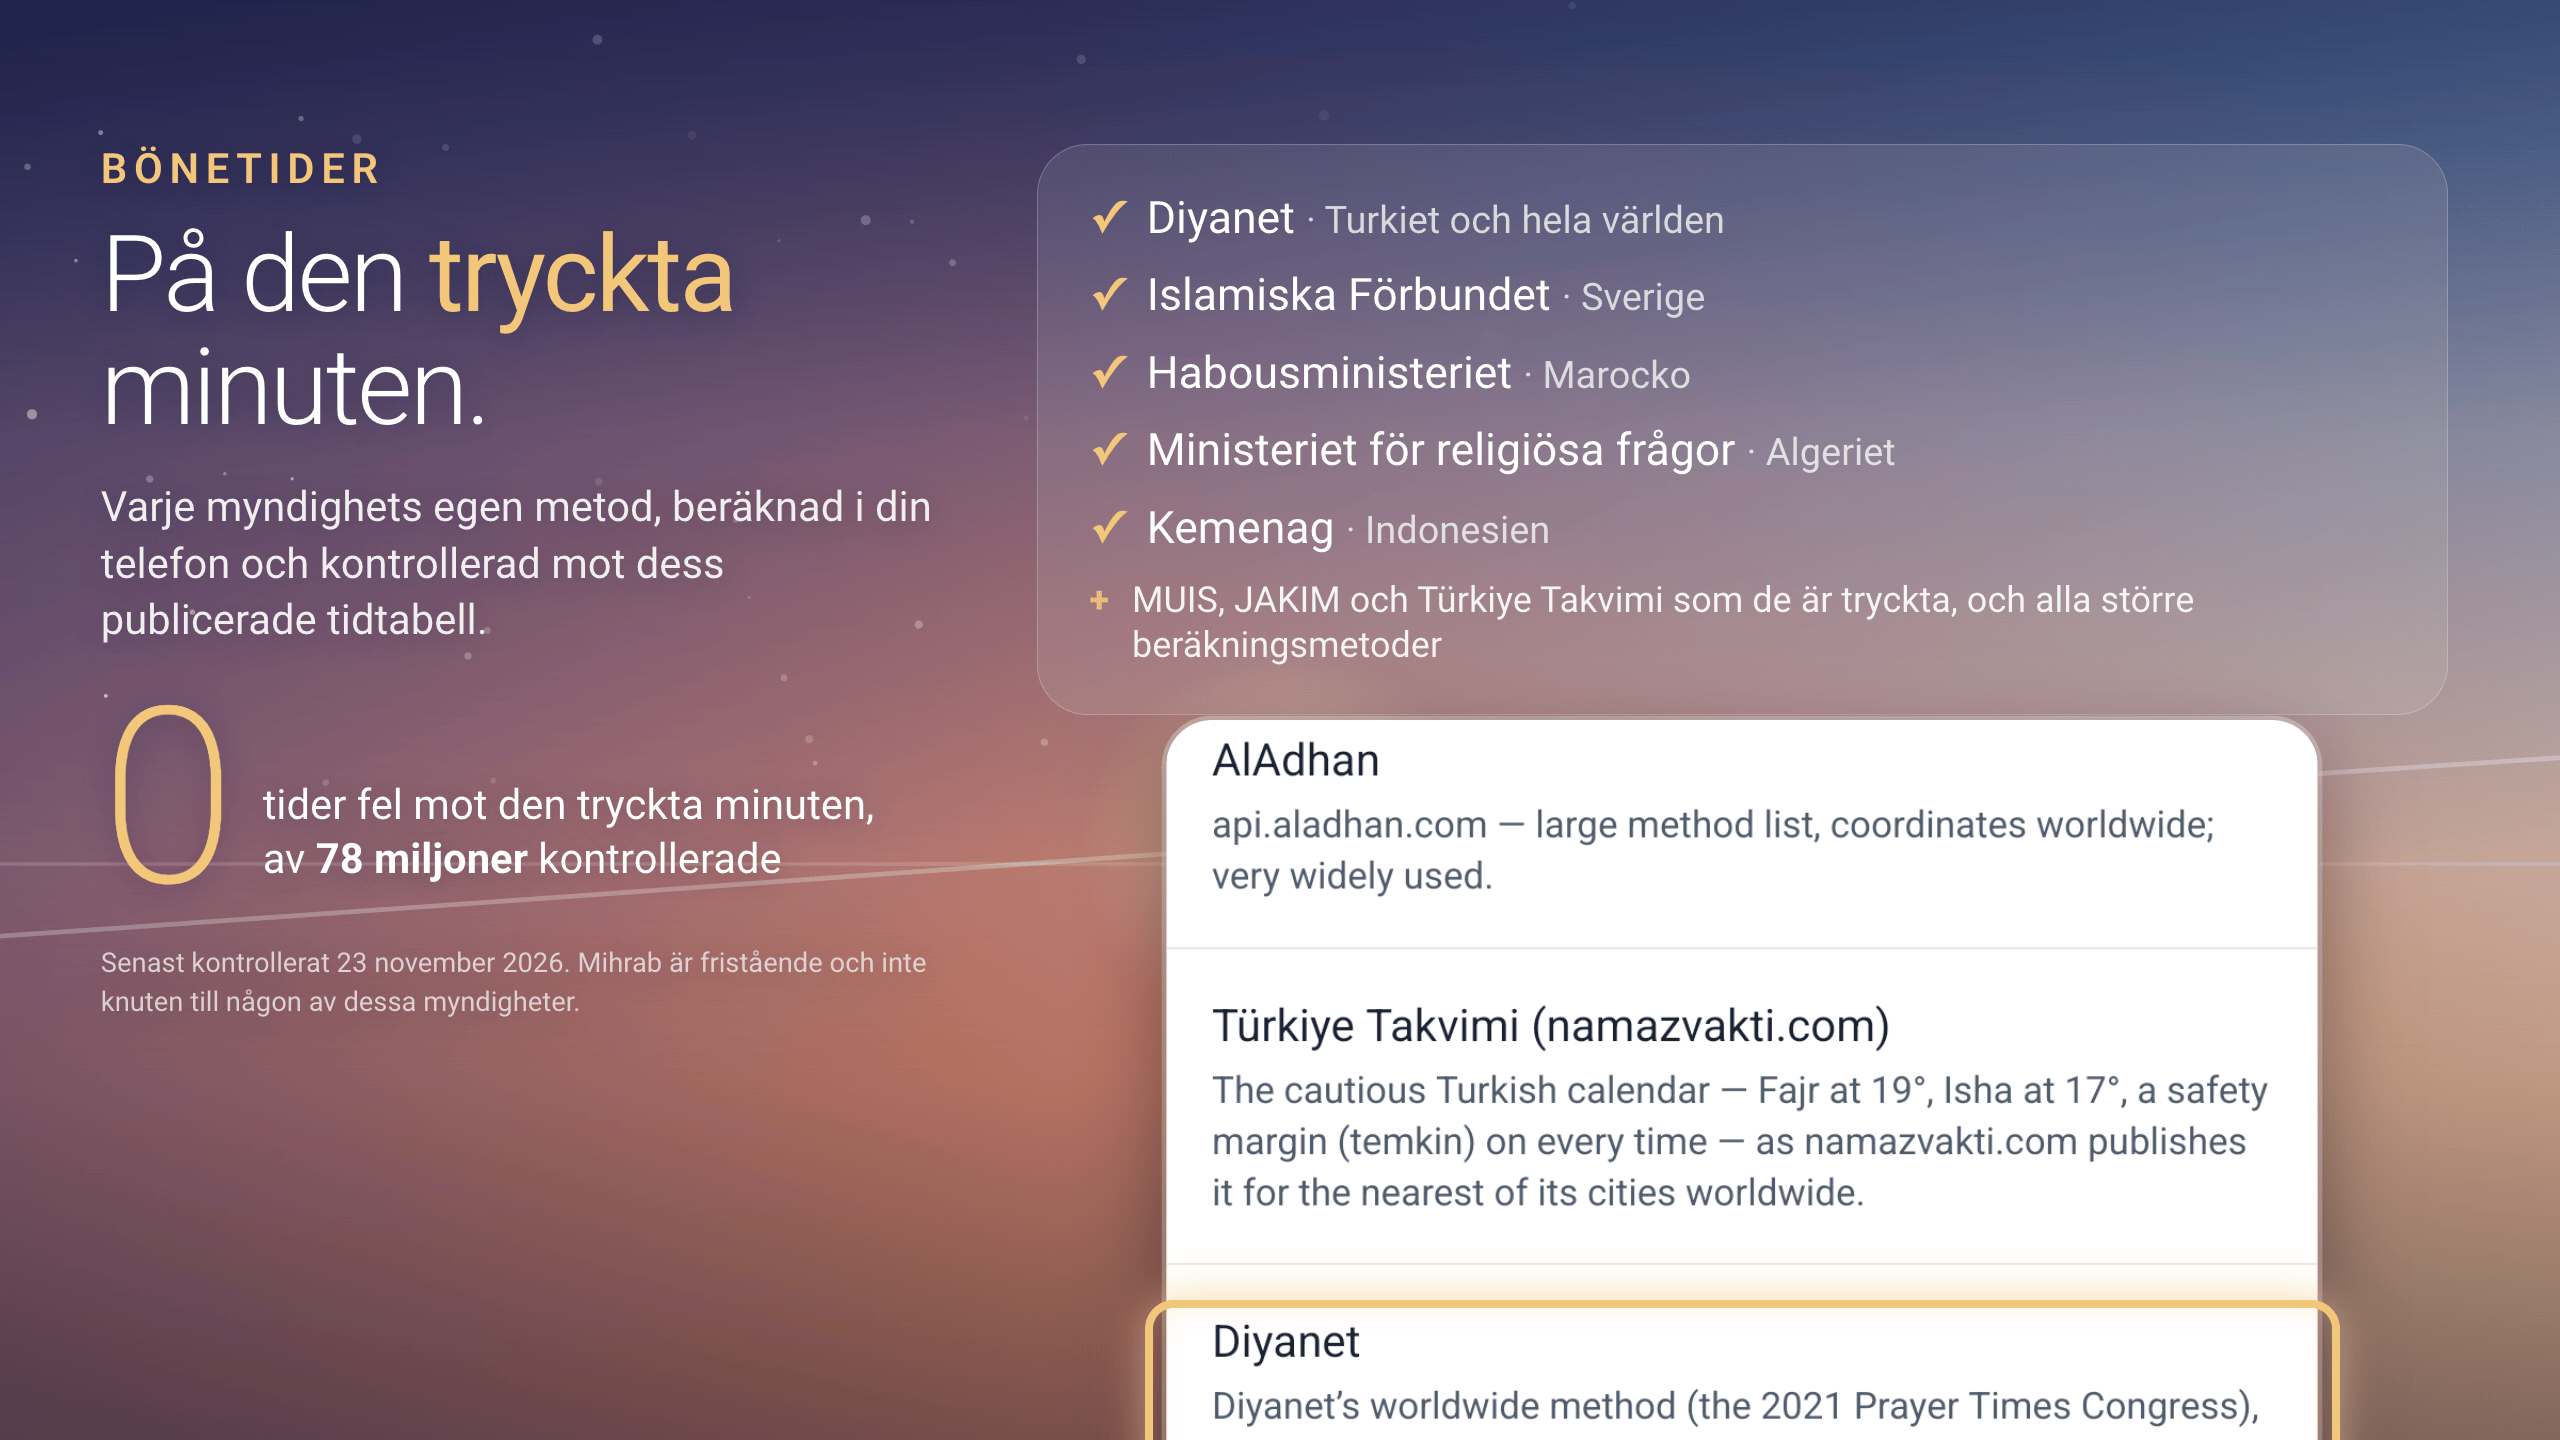 BÖNETIDER
På den tryckta
minuten.
Varje myndighets egen metod, beräknad i din
telefon och kontrollerad mot dess
publicerade tidtabell.
0
tider fel mot den tryckta minuten,
av 78 miljoner kontrollerade
Senast kontrollerat 23 november 2026. Mihrab är fristående och inte
knuten till någon av dessa myndigheter.
✓ Diyanet · Turkiet och hela världen
✓ Islamiska Förbundet · Sverige
✓ Habousministeriet · Marocko
✓ Ministeriet för religiösa frågor · Algeriet
✓ Kemenag · Indonesien
+ MUIS, JAKIM och Türkiye Takvimi som de är tryckta, och alla större
beräkningsmetoder
AlAdhan
api.aladhan.com — large method list, coordinates worldwide;
very widely used.
Türkiye Takvimi (namazvakti.com)
The cautious Turkish calendar — Fajr at 19°, Isha at 17°, a safety
margin (temkin) on every time — as namazvakti.com publishes
it for the nearest of its cities worldwide.
Diyanet
Diyanet’s worldwide method (the 2021 Prayer Times Congress),